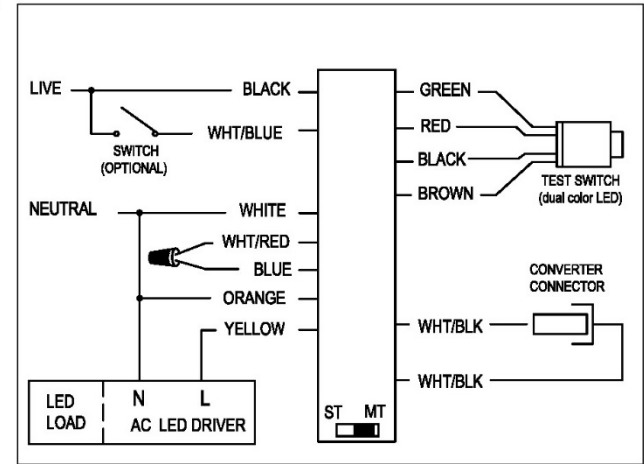 LIVE
BLACK
WHT/BLUE
SWITCH
(OPTIONAL)
NEUTRAL
WHITE
WHT/RED
BLUE
ORANGE
YELLOW
LED
LOAD
N L
AC LED DRIVER
ST MT
GREEN
RED
BLACK
BROWN
TEST SWITCH
(dual color LED)
CONVERTER
CONNECTOR
WHT/BLK
WHT/BLK